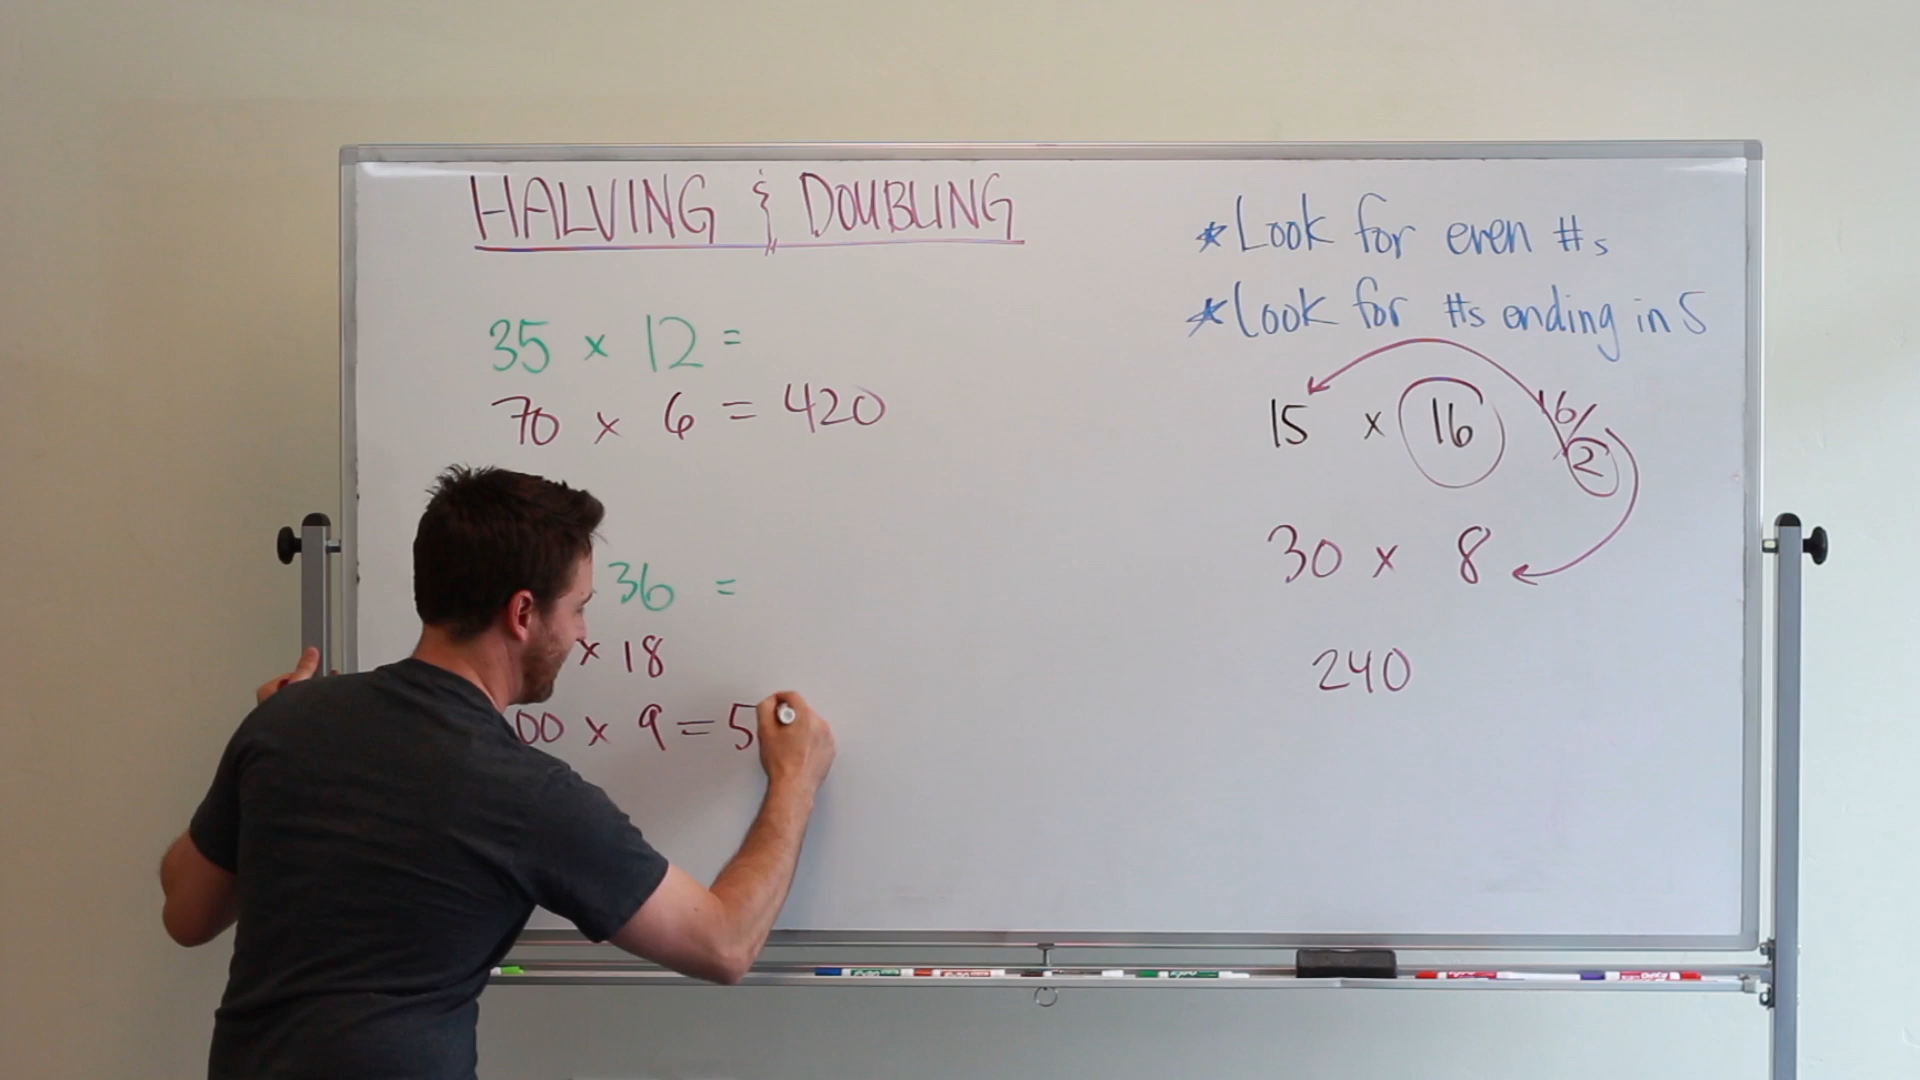 HALVING & DOUBLING
35 x 12 =
70 x 6 = 420
36 =
x 18
00 x 9 = 5
*Look for even #s
*Look for #s ending in 5
15 x 16 16/2
30 x 8
240
EXPO